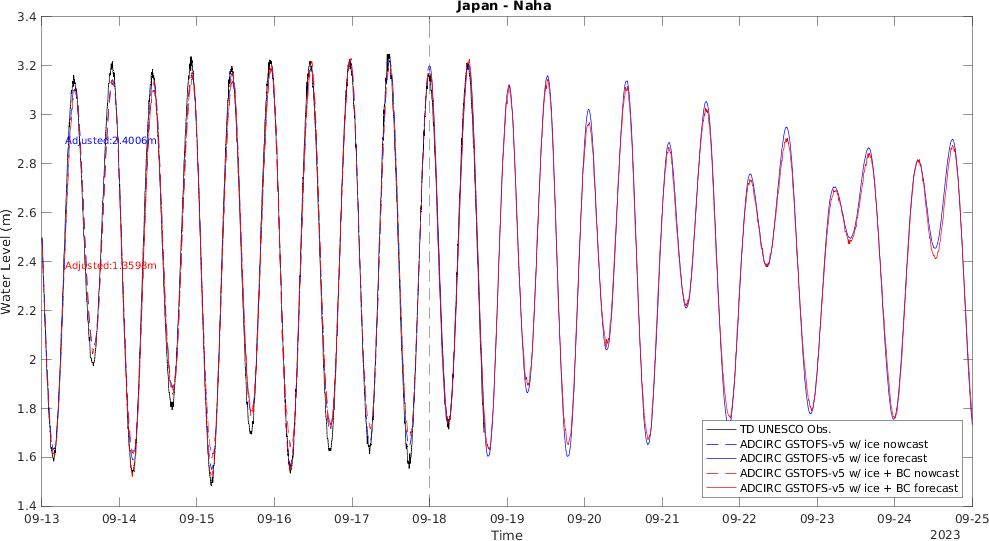 Japan - Naha
3.4
3.2
3
2.8
2.6
2.4
2.2
2
1.8
1.6
1.4
Water Level (m)
Adjusted:2.4006m
Adjusted:1.3593m
TD UNESCO Obs.
ADCIRC GSTOFS-v5 w/ ice nowcast
ADCIRC GSTOFS-v5 w/ ice forecast
ADCIRC GSTOFS-v5 w/ ice + BC nowcast
ADCIRC GSTOFS-v5 w/ ice + BC forecast
09-13 09-14 09-15 09-16 09-17 09-18 09-19 09-20 09-21 09-22 09-23 09-24 09-25
Time
2023